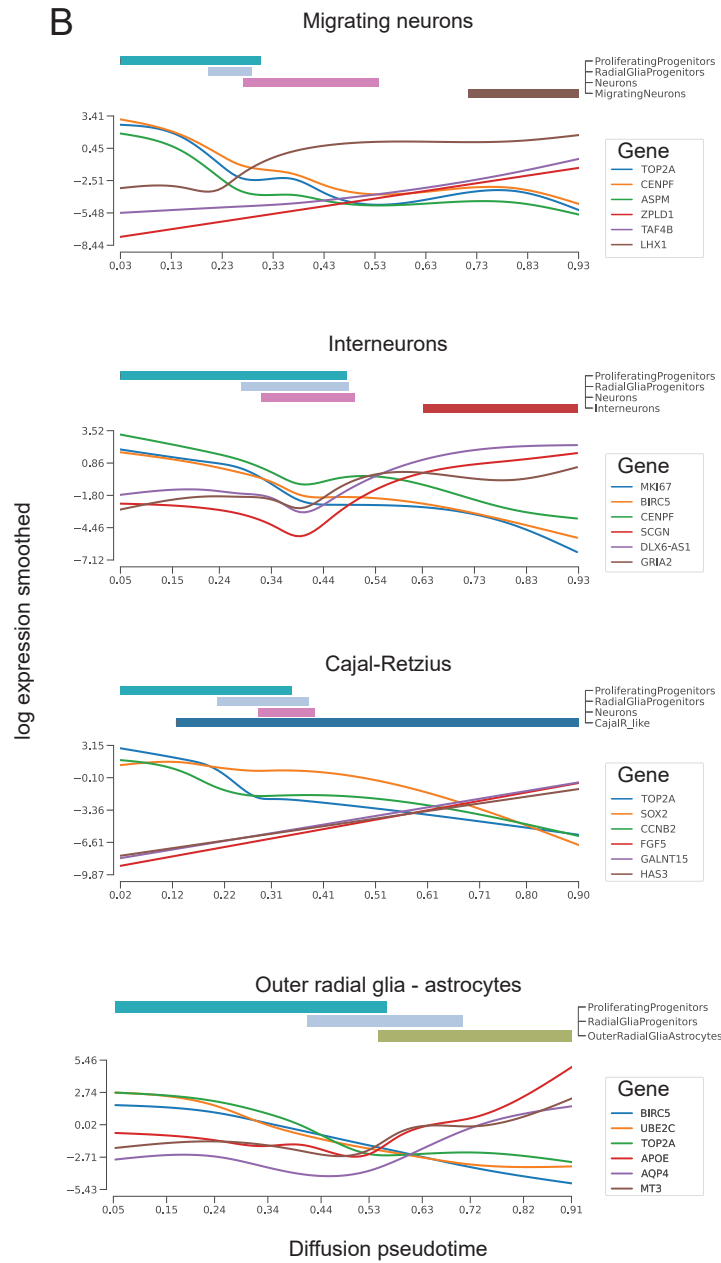 B
Migrating neurons
ProliferatingProgenitors
RadialGliaProgenitors
Neurons
MigratingNeurons
3.41
0.45
−2.51
−5.48
−8.44
0.03 0.13 0.23 0.33 0.43 0.53 0.63 0.73 0.83 0.93
Gene
TOP2A
CENPF
ASPM
ZPLD1
TAF4B
LHX1
Interneurons
ProliferatingProgenitors
RadialGliaProgenitors
Neurons
Interneurons
3.52
0.86
−1.80
−4.46
−7.12
0.05 0.15 0.24 0.34 0.44 0.54 0.63 0.73 0.83 0.93
Gene
MKI67
BIRC5
CENPF
SCGN
DLX6-AS1
GRIA2
log expression smoothed
Cajal-Retzius
ProliferatingProgenitors
RadialGliaProgenitors
Neurons
CajalR_like
3.15
−0.10
−3.36
−6.61
−9.87
0.02 0.12 0.22 0.31 0.41 0.51 0.61 0.71 0.80 0.90
Gene
TOP2A
SOX2
CCNB2
FGF5
GALNT15
HAS3
Outer radial glia - astrocytes
ProliferatingProgenitors
RadialGliaProgenitors
OuterRadialGliaAstrocytes
5.46
2.74
0.02
−2.71
−5.43
0.05 0.15 0.24 0.34 0.44 0.53 0.63 0.72 0.82 0.91
Gene
BIRC5
UBE2C
TOP2A
APOE
AQP4
MT3
Diffusion pseudotime